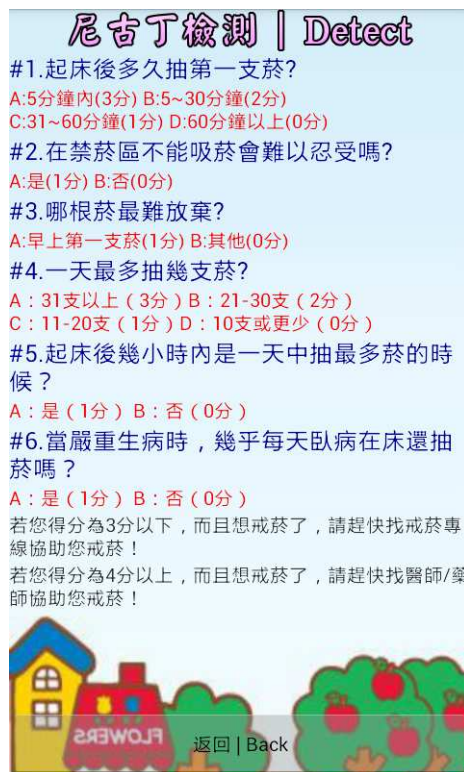 尼古丁檢測 | Detect
#1.起床後多久抽第一支菸?
A:5分鐘內(3分) B:5~30分鐘(2分)
C:31~60分鐘(1分) D:60分鐘以上(0分)
#2.在禁菸區不能吸菸會難以忍受嗎?
A:是(1分) B:否(0分)
#3.哪根菸最難放棄?
A:早上第一支菸(1分) B:其他(0分)
#4.一天最多抽幾支菸?
A：31支以上（3分）B：21-30支（2分）
C：11-20支（1分）D：10支或更少（0分）
#5.起床後幾小時內是一天中抽最多菸的時
候？
A：是（1分） B：否（0分）
#6.當嚴重生病時，幾乎每天臥病在床還抽
菸嗎？
A：是（1分） B：否（0分）
若您得分為3分以下，而且想戒菸了，請趕快找戒菸專
線協助您戒菸！
若您得分為4分以上，而且想戒菸了，請趕快找醫師/藥
師協助您戒菸！
FLOWERS
返回 | Back